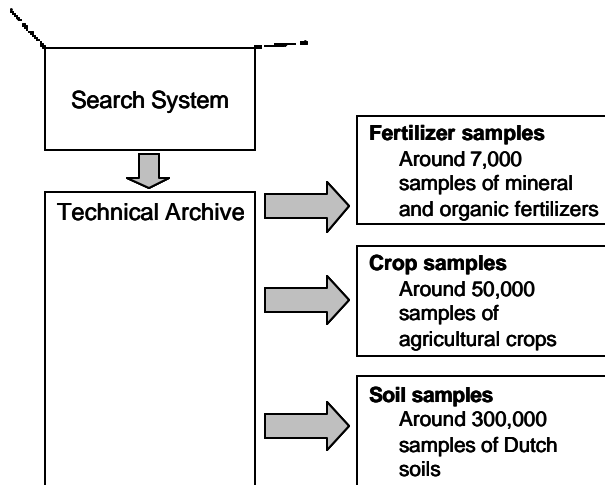 Search System
Technical Archive
Fertilizer samples
Around 7,000
samples of mineral
and organic fertilizers
Crop samples
Around 50,000
samples of
agricultural crops
Soil samples
Around 300,000
samples of Dutch
soils